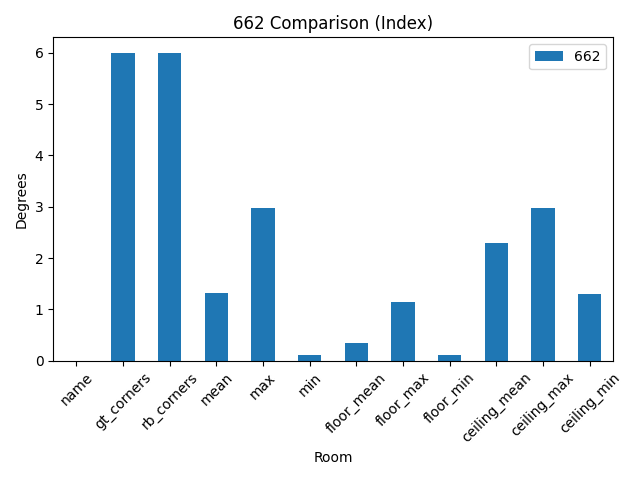 662 Comparison (Index)
662
6
5
4
3
2
1
0
Degrees
name
gt_corners
rb_corners
mean
max
min
floor_mean
floor_max
floor_min
ceiling_mean
ceiling_max
ceiling_min
Room